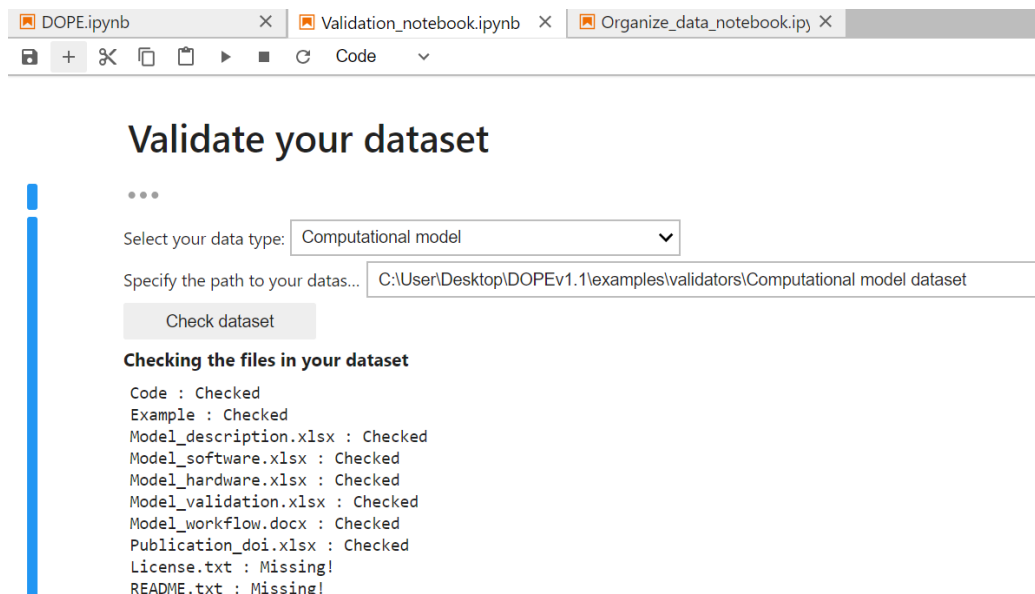 DOPE.ipynb
Validation_notebook.ipynb
Organize_data_notebook.ipy
Code
Validate your dataset
Select your data type: Computational model
Specify the path to your datas... C:\User\Desktop\DOPEv1.1\examples\validators\Computational model dataset
Check dataset
Checking the files in your dataset
Code : Checked
Example : Checked
Model_description.xlsx : Checked
Model_software.xlsx : Checked
Model_hardware.xlsx : Checked
Model_validation.xlsx : Checked
Model_workflow.docx : Checked
Publication_doi.xlsx : Checked
License.txt : Missing!
README.txt : Missing!